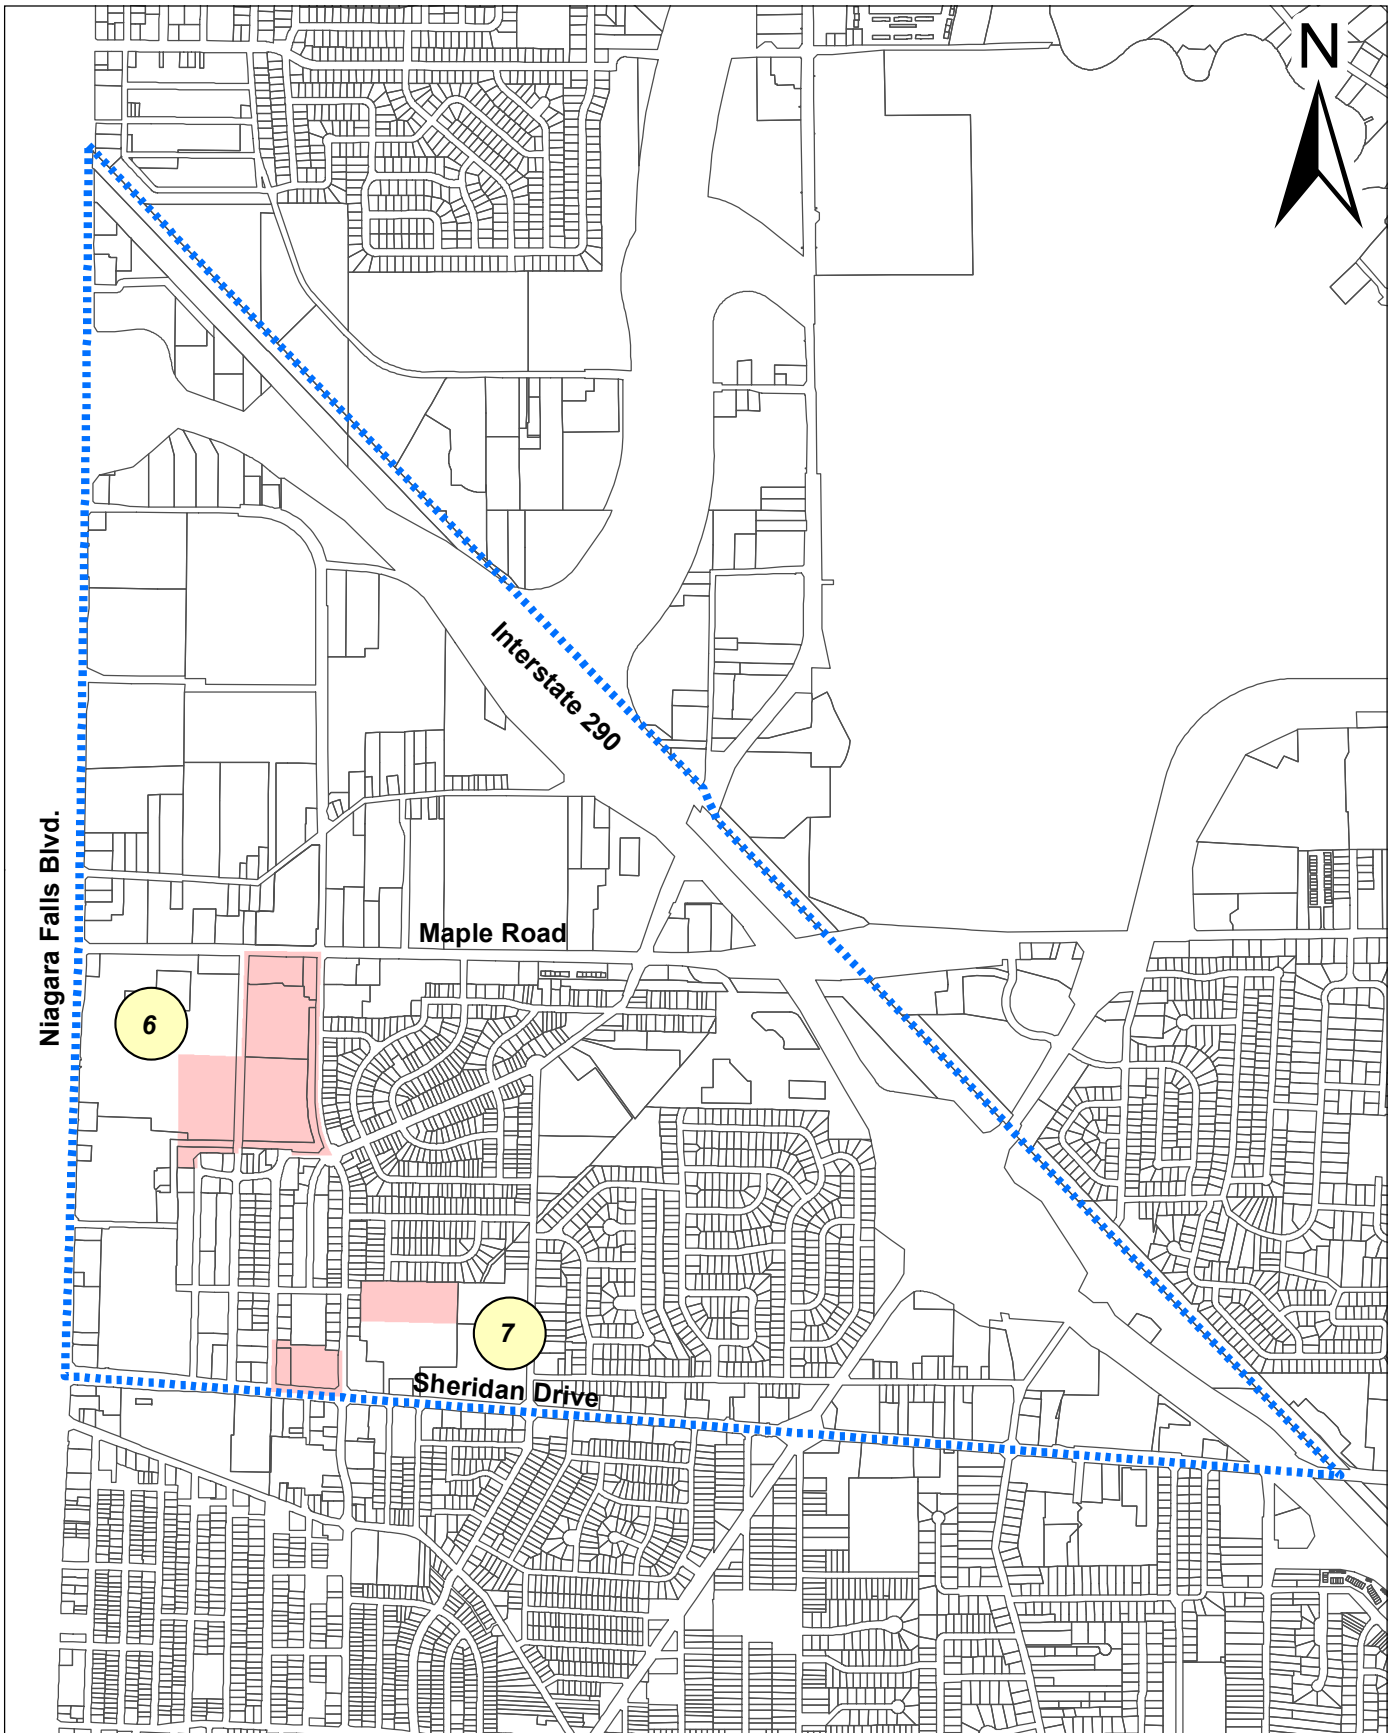 N
Interstate 290
Niagara Falls Blvd.
Maple Road
6
7
Sheridan Drive